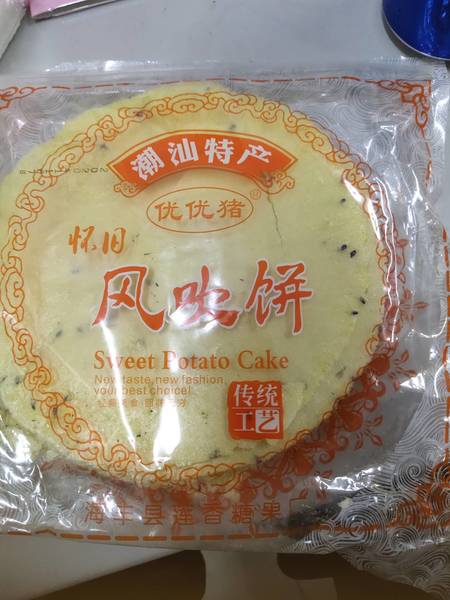 潮汕特产
优优猪®
怀旧
风吹饼
Sweet Potato Cake
New taste,new fashion,
your best choice!
传统
工艺
海丰县莲香糖果厂